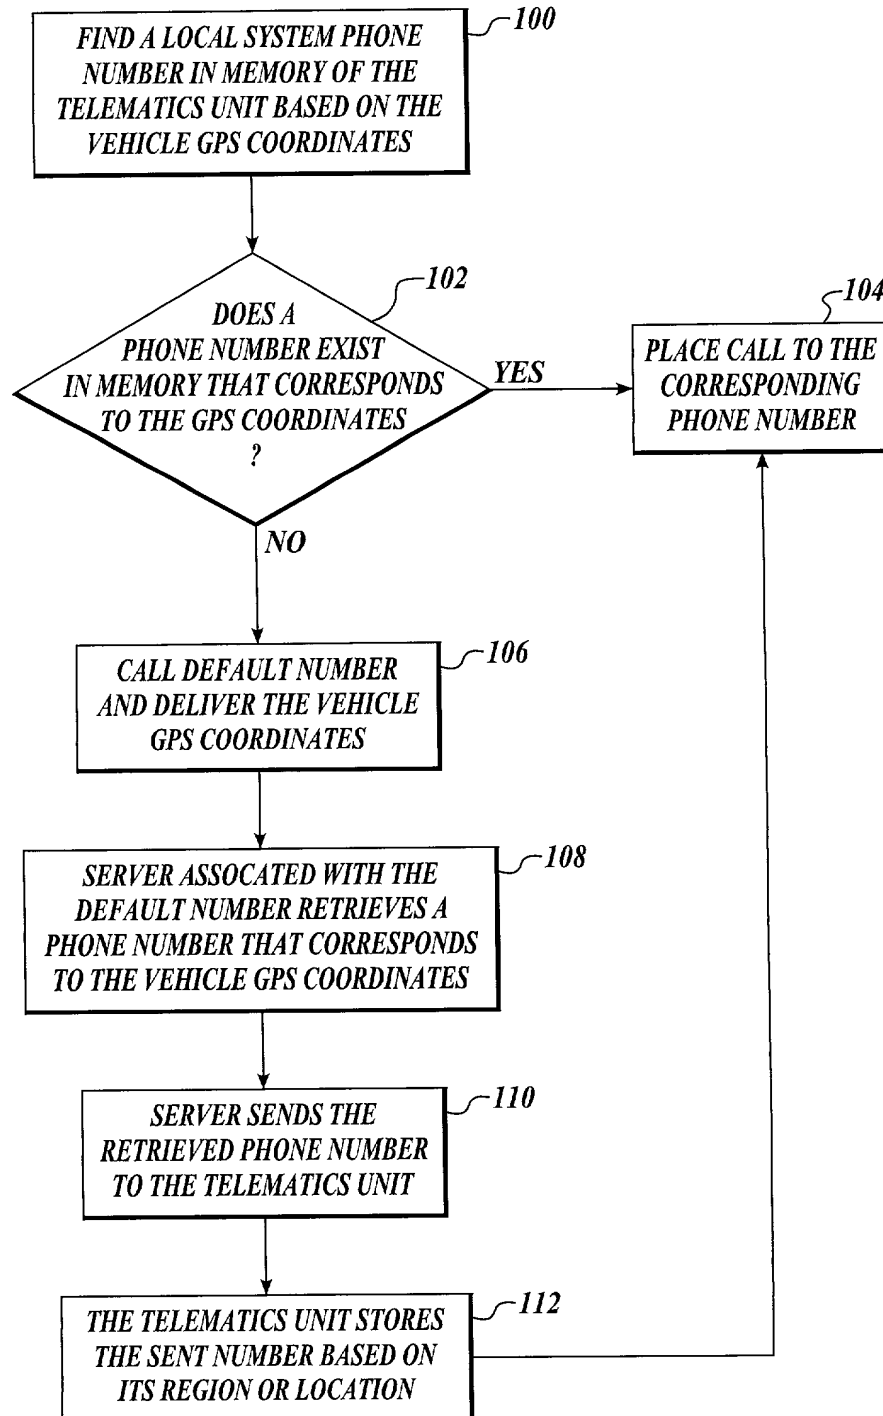 100
FIND A LOCAL SYSTEM PHONE
NUMBER IN MEMORY OF THE
TELEMATICS UNIT BASED ON THE
VEHICLE GPS COORDINATES
102
DOES A
PHONE NUMBER EXIST
IN MEMORY THAT CORRESPONDS
TO THE GPS COORDINATES
?
YES
104
PLACE CALL TO THE
CORRESPONDING
PHONE NUMBER
NO
106
CALL DEFAULT NUMBER
AND DELIVER THE VEHICLE
GPS COORDINATES
108
SERVER ASSOCATED WITH THE
DEFAULT NUMBER RETRIEVES A
PHONE NUMBER THAT CORRESPONDS
TO THE VEHICLE GPS COORDINATES
110
SERVER SENDS THE
RETRIEVED PHONE NUMBER
TO THE TELEMATICS UNIT
112
THE TELEMATICS UNIT STORES
THE SENT NUMBER BASED ON
ITS REGION OR LOCATION